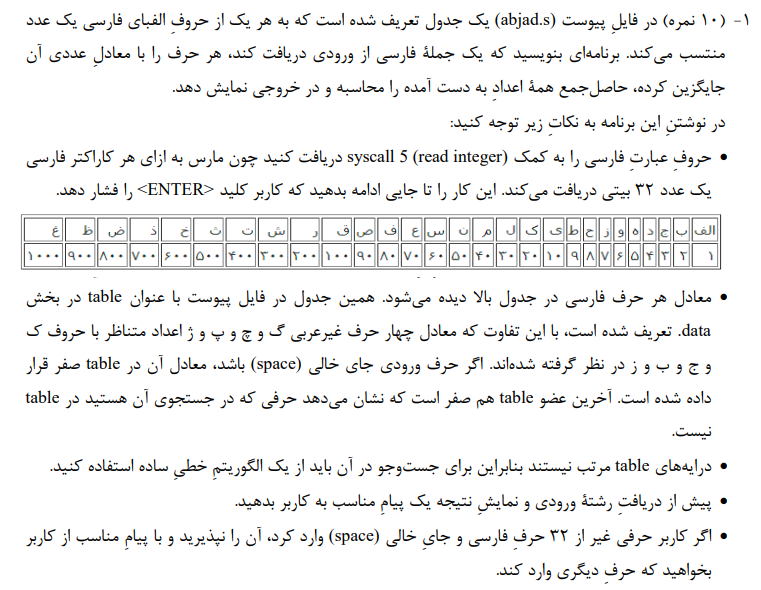 ۱- (۱۰ نمره) در فایلِ پیوست (abjad.s) یک جدول تعریف شده است که به هر یک از حروفِ الفبای فارسی یک عدد
منتسب می‌کند. برنامه‌ای بنویسید که یک جملهٔ فارسی از ورودی دریافت کند، هر حرف را با معادلِ عددی آن
جایگزین کرده، حاصل‌جمع همهٔ اعدادِ به دست آمده را محاسبه و در خروجی نمایش دهد.
در نوشتنِ این برنامه به نکاتِ زیر توجه کنید:
• حروفِ عبارتِ فارسی را به کمک syscall 5 (read integer) دریافت کنید چون مارس به ازای هر کاراکتر فارسی
یک عدد ۳۲ بیتی دریافت می‌کند. این کار را تا جایی ادامه بدهید که کاربر کلید <ENTER> را فشار دهد.
الف ب ج د ه و ز ح ط ی ک ل م ن س ع ف ص ق ر ش ت ث خ ذ ض ظ غ
۱ ۲ ۳ ۴ ۵ ۶ ۷ ۸ ۹ ۱۰ ۲۰ ۳۰ ۴۰ ۵۰ ۶۰ ۷۰ ۸۰ ۹۰ ۱۰۰ ۲۰۰ ۳۰۰ ۴۰۰ ۵۰۰ ۶۰۰ ۷۰۰ ۸۰۰ ۹۰۰ ۱۰۰۰
• معادل هر حرف فارسی در جدول بالا دیده می‌شود. همین جدول در فایل پیوست با عنوان table در بخش
data. تعریف شده است، با این تفاوت که معادل چهار حرف غیرعربی گ و چ و پ و ژ اعداد متناظر با حروف ک
و ج و ب و ز در نظر گرفته شده‌اند. اگر حرف ورودی جای خالی (space) باشد، معادل آن در table صفر قرار
داده شده است. آخرین عضو table هم صفر است که نشان می‌دهد حرفی که در جستجوی آن هستید در table
نیست.
• درایه‌های table مرتب نیستند بنابراین برای جست‌وجو در آن باید از یک الگوریتمِ خطیِ ساده استفاده کنید.
• پیش از دریافتِ رشتهٔ ورودی و نمایشِ نتیجه یک پیامِ مناسب به کاربر بدهید.
• اگر کاربر حرفی غیر از ۳۲ حرفِ فارسی و جایِ خالی (space) وارد کرد، آن را نپذیرید و با پیامِ مناسب از کاربر
بخواهید که حرفِ دیگری وارد کند.